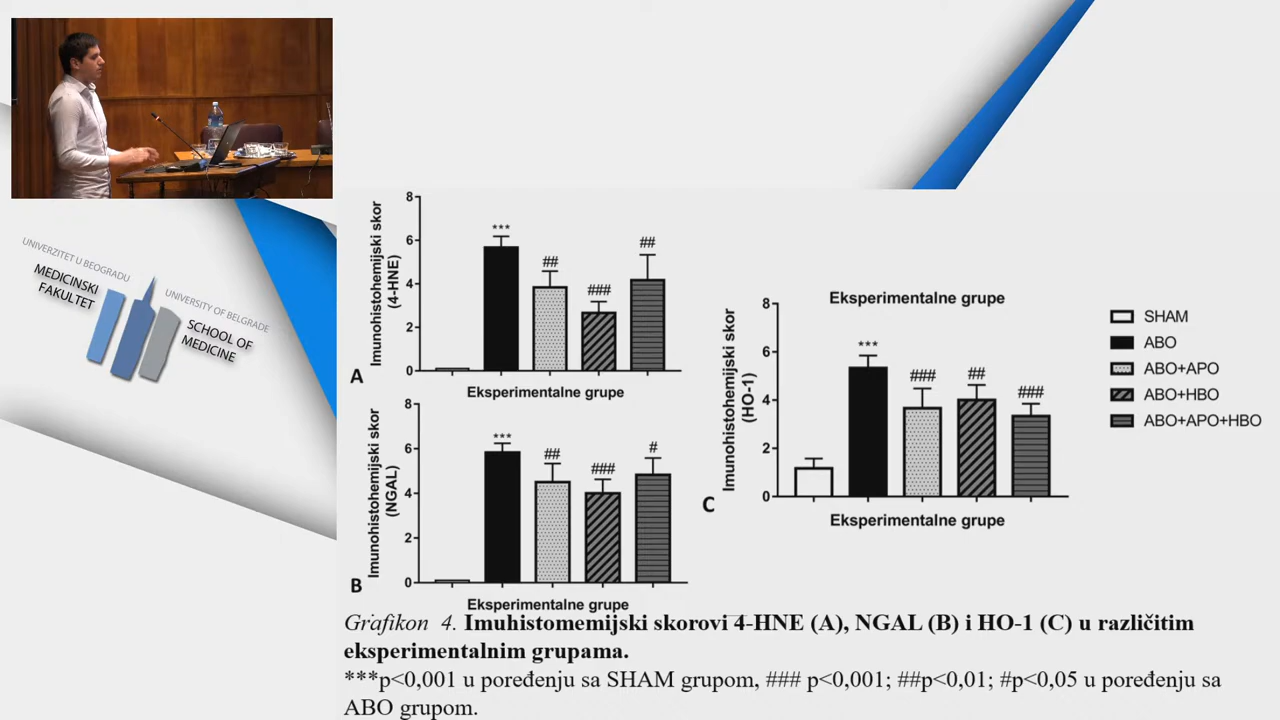 UNIVERZITET U BEOGRADU
MEDICINSKI
FAKULTET
UNIVERSITY OF BELGRADE
SCHOOL OF
MEDICINE
Imunohistohemijski skor
(4-HNE)
8
6
4
2
0
***
##
###
##
A
Eksperimentalne grupe
Imunohistohemijski skor
(NGAL)
8
6
4
2
0
***
##
###
#
B
Eksperimentalne grupe
Eksperimentalne grupe
Imunohistohemijski skor
(HO-1)
8
6
4
2
0
***
###
##
###
C
Eksperimentalne grupe
SHAM
ABO
ABO+APO
ABO+HBO
ABO+APO+HBO
Grafikon 4. Imuhistomemijski skorovi 4-HNE (A), NGAL (B) i HO-1 (C) u različitim
eksperimentalnim grupama.
***p<0,001 u poređenju sa SHAM grupom, ### p<0,001; ##p<0,01; #p<0,05 u poređenju sa
ABO grupom.